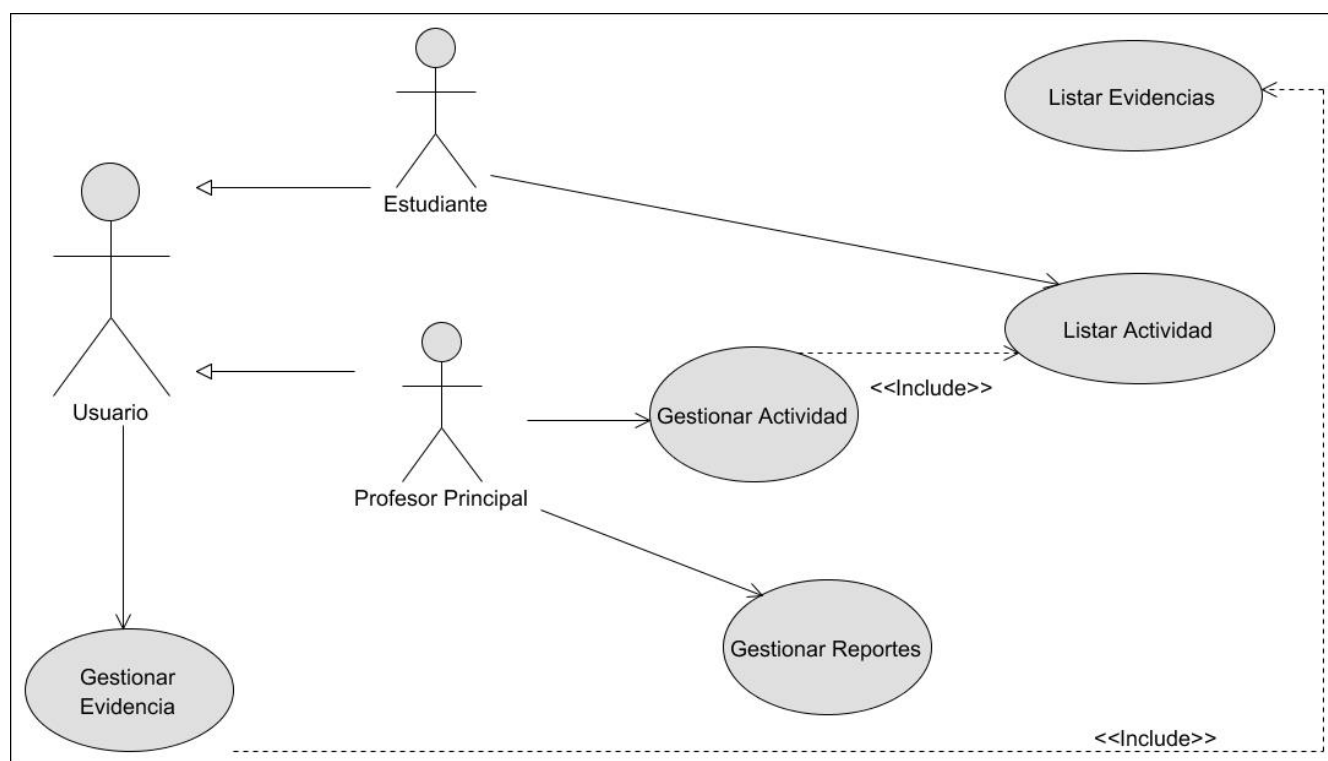 Listar Evidencias
Estudiante
Listar Actividad
<<Include>>
Usuario
Gestionar Actividad
Profesor Principal
Gestionar Reportes
Gestionar
Evidencia
<<Include>>